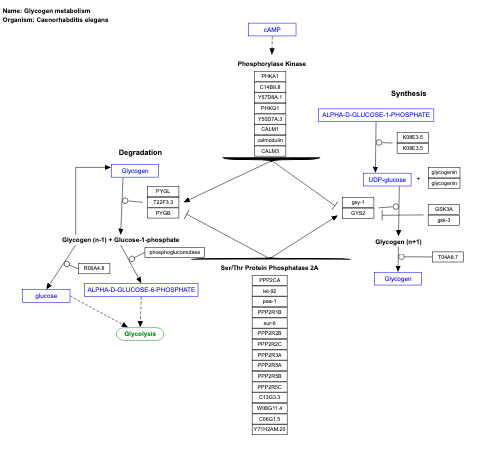 Name: Glycogen metabolism
Organism: Caenorhabditis elegans
cAMP
Phosphorylase Kinase
PHKA1
C14B9.8
Y67D8A.1
PHKG1
Y50D7A.3
CALM1
calmodulin
CALM3
Synthesis
ALPHA-D-GLUCOSE-1-PHOSPHATE
K08E3.5
K08E3.5
UDP-glucose
+
glycogenin
glycogenin
gsy-1
GYS2
GSK3A
gsk-3
Glycogen (n+1)
T04A8.7
Glycogen
Degradation
Glycogen
PYGL
T22F3.3
PYGB
Glycogen (n-1) + Glucose-1-phosphate
phosphoglucomutase
R05A4.8
glucose
ALPHA-D-GLUCOSE-6-PHOSPHATE
Glycolysis
Ser/Thr Protein Phosphatase 2A
PPP2CA
let-92
paa-1
PPP2R1B
sur-6
PPP2R2B
PPP2R2C
PPP2R3A
PPP2R5A
PPP2R5B
PPP2R5C
C13G3.3
W08G11.4
C06G1.5
Y71H2AM.20